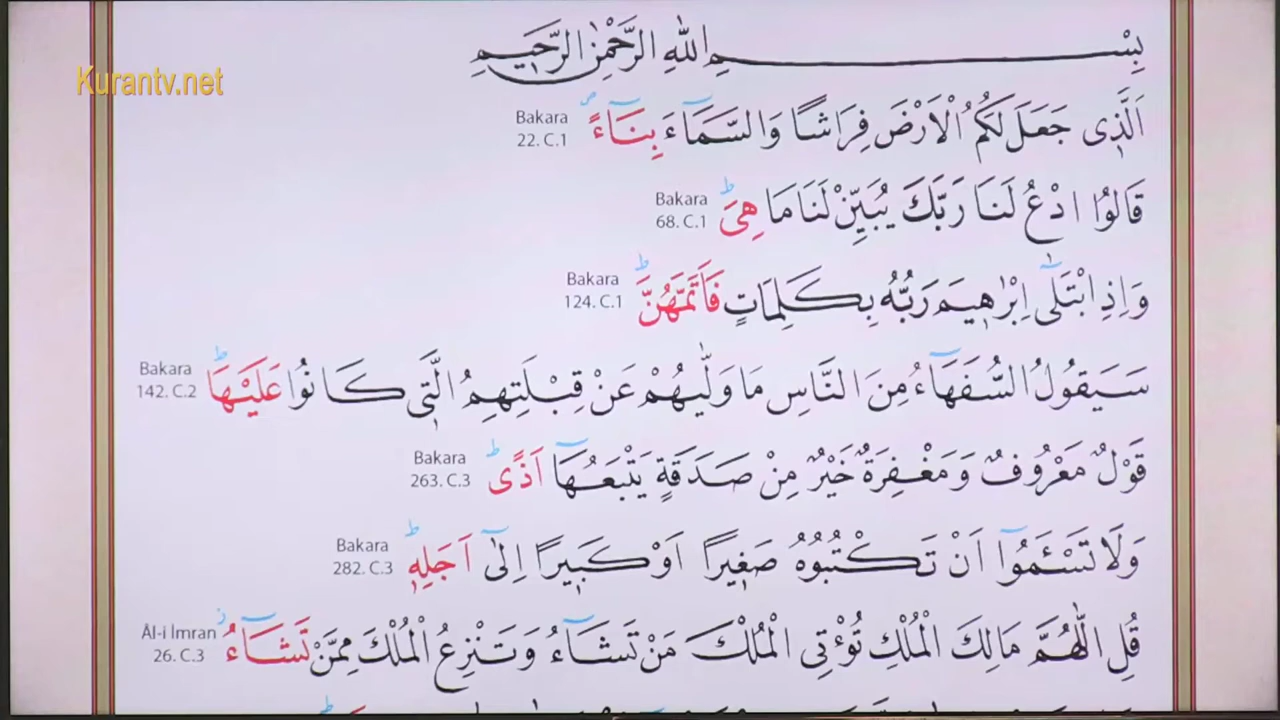 Kurantv.net
بِسْمِ اللّٰهِ الرَّحْمٰنِ الرَّح۪يمِ
اَلَّذ۪ي جَعَلَ لَكُمُ الْاَرْضَ فِرَاشًا وَالسَّمَٓاءَ بِنَٓاءًۖ Bakara 22. C.1
قَالُوا ادْعُ لَنَا رَبَّكَ يُبَيِّنْ لَنَا مَا هِيَۜ Bakara 68. C.1
وَاِذِ ابْتَلٰٓى اِبْرٰه۪يمَ رَبُّهُ بِكَلِمَاتٍ فَاَتَمَّهُنَّۜ Bakara 124. C.1
سَيَقُولُ السُّفَهَٓاءُ مِنَ النَّاسِ مَا وَلّٰيهُمْ عَنْ قِبْلَتِهِمُ الَّت۪ي كَانُوا عَلَيْهَاۜ Bakara 142. C.2
قَوْلٌ مَعْرُوفٌ وَمَغْفِرَةٌ خَيْرٌ مِنْ صَدَقَةٍ يَتْبَعُهَٓا اَذًىۜ Bakara 263. C.3
وَلَا تَسْـَٔمُٓوا اَنْ تَكْتُبُوهُ صَغ۪يرًا اَوْ كَب۪يرًا اِلٰٓى اَجَلِه۪ۜ Bakara 282. C.3
قُلِ اللّٰهُمَّ مَالِكَ الْمُلْكِ تُؤْتِي الْمُلْكَ مَنْ تَشَٓاءُ وَتَنْزِعُ الْمُلْكَ مِمَّنْ تَشَٓاءُۘ Âl-i İmran 26. C.3